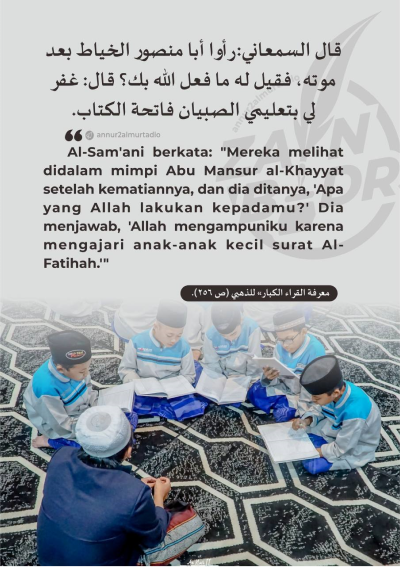 قال السمعاني:رأوا أبا منصور الخياط بعد
موته، فقيل له ما فعل الله بك؟ قال: غفر
لي بتعليمي الصبيان فاتحة الكتاب.
annur2almurtadlo
Al-Sam'ani berkata: "Mereka melihat
didalam mimpi Abu Mansur al-Khayyat
setelah kematiannya, dan dia ditanya, 'Apa
yang Allah lakukan kepadamu?' Dia
menjawab, 'Allah mengampuniku karena
mengajari anak-anak kecil surat Al-
Fatihah.'"
معرفة القراء الكبار» للذهبي (ص ٢٥٦).